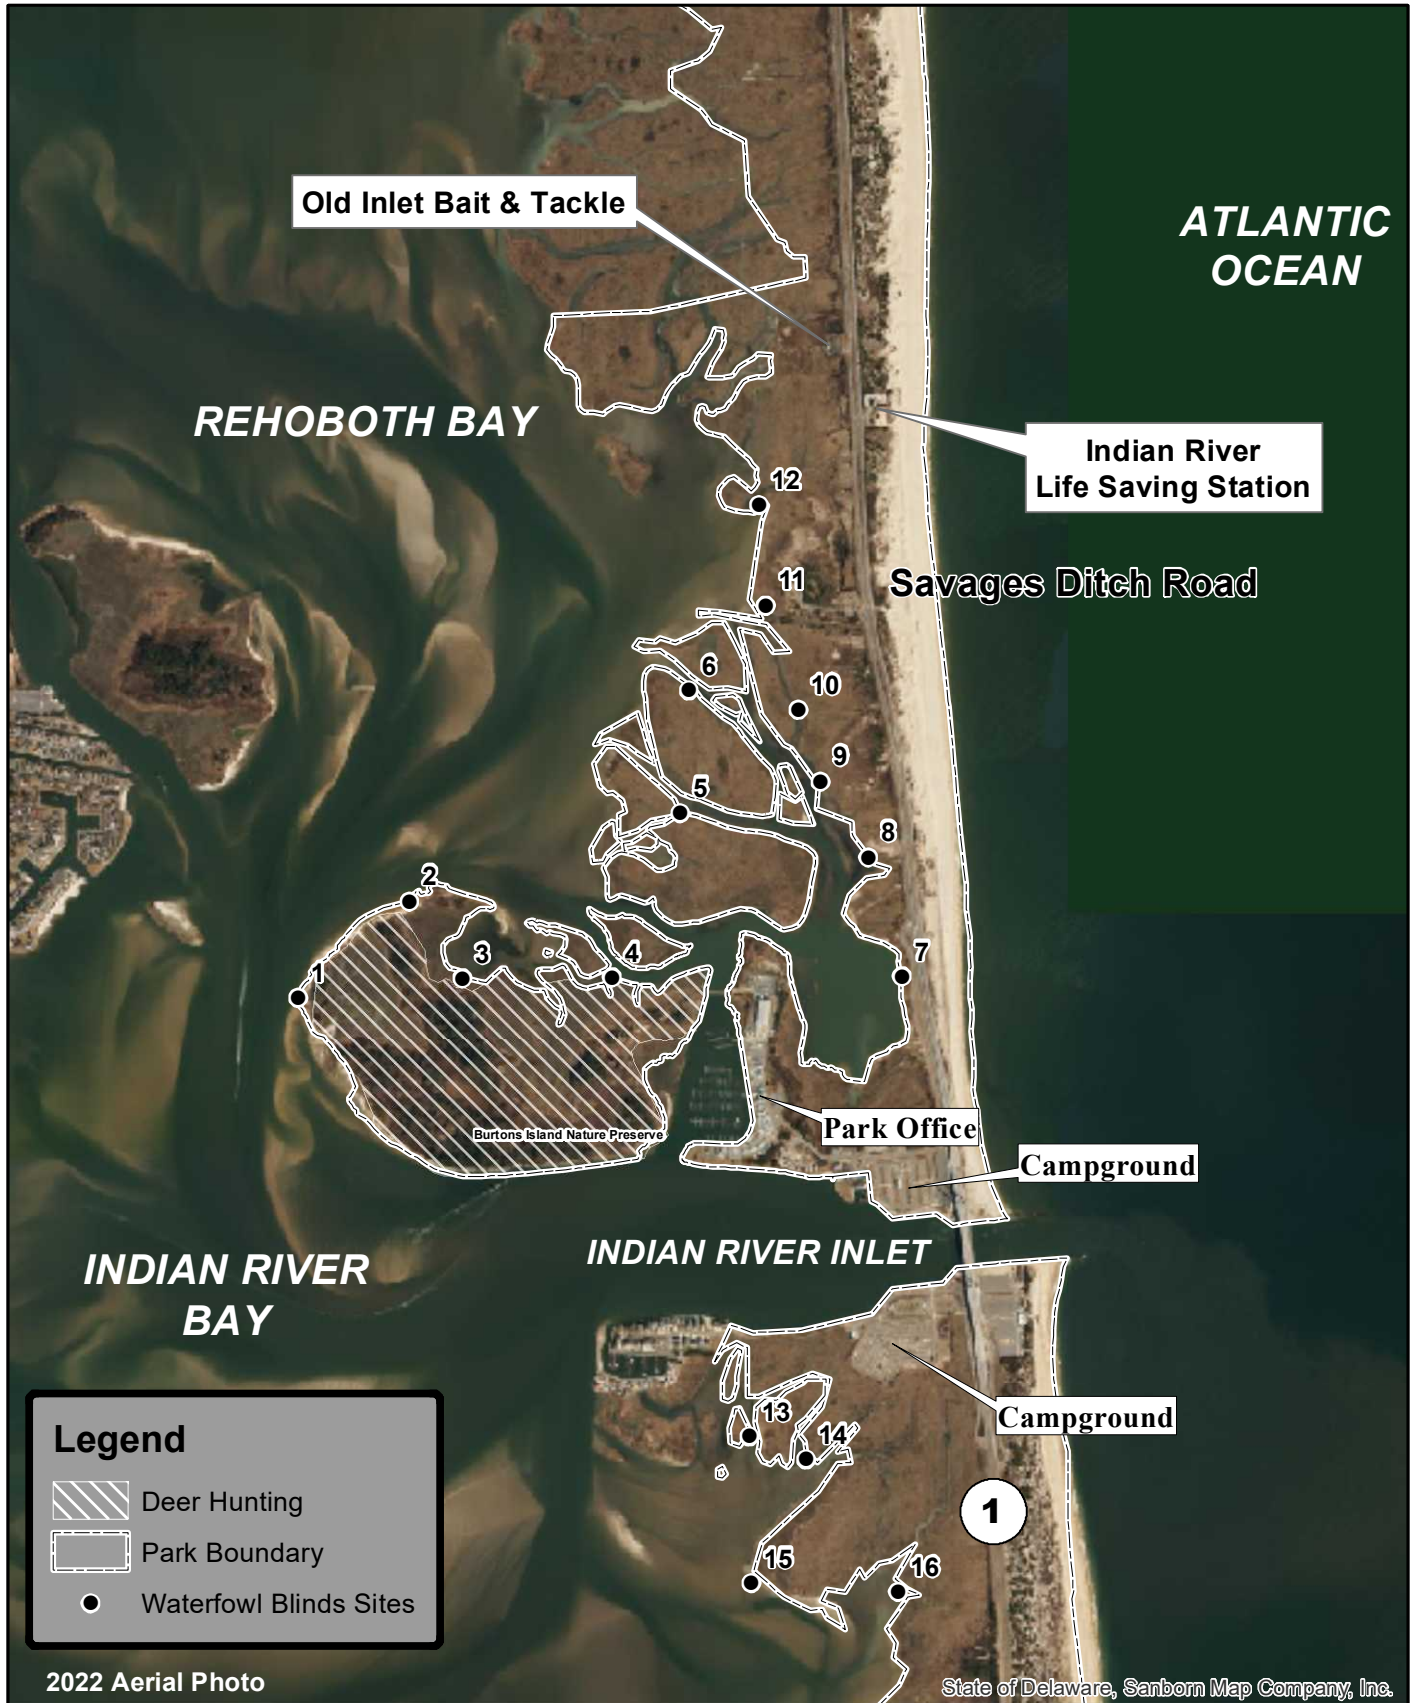 Old Inlet Bait & Tackle
ATLANTIC
OCEAN
REHOBOTH BAY
Indian River
Life Saving Station
12
11
Savages Ditch Road
6
10
9
5
8
2
3
4
7
1
Burtons Island Nature Preserve
Park Office
Campground
INDIAN RIVER INLET
INDIAN RIVER
BAY
Campground
13
14
1
15
16
Legend
Deer Hunting
Park Boundary
Waterfowl Blinds Sites
2022 Aerial Photo
State of Delaware, Sanborn Map Company, Inc.